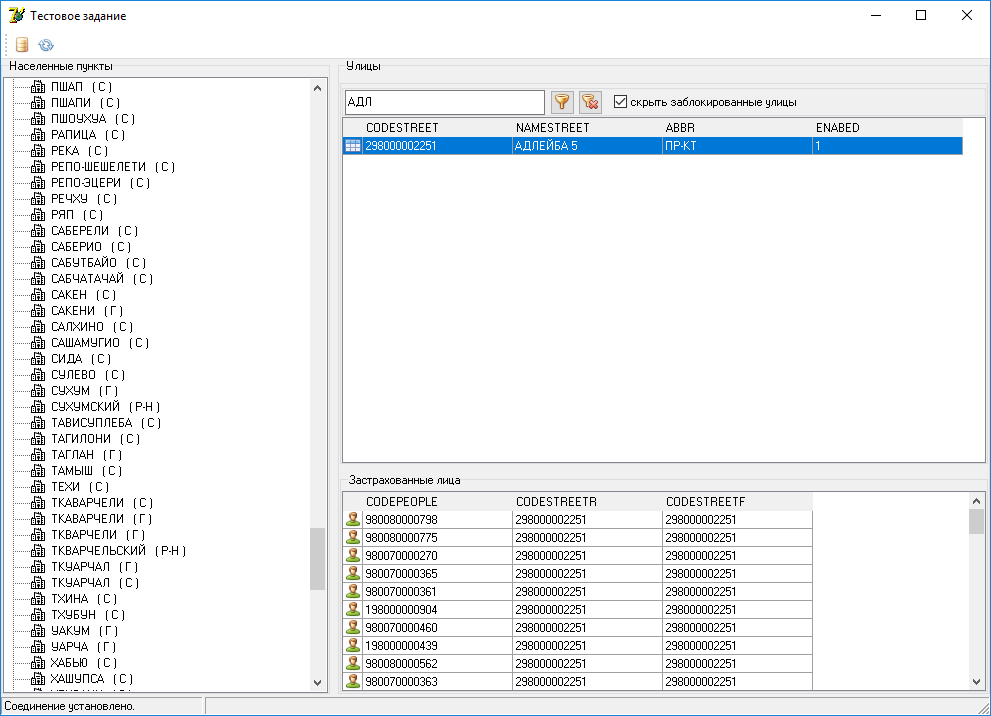 Тестовое задание
Населенные пункты
ПШАП (С)
ПШАПИ (С)
ПШОУХУА (С)
РАПИЦА (С)
РЕКА (С)
РЕПО-ШЕШЕЛЕТИ (С)
РЕПО-ЭЦЕРИ (С)
РЕЧХУ (С)
РЯП (С)
САБЕРЕЛИ (С)
САБЕРИО (С)
САБУТБАЙО (С)
САБЧАТАЧАЙ (С)
САКЕН (С)
САКЕНИ (Г)
САЛХИНО (С)
САШАМУГИО (С)
СИДА (С)
СУЛЕВО (С)
СУХУМ (Г)
СУХУМСКИЙ (Р-Н)
ТАВИСУПЛЕБА (С)
ТАГИЛОНИ (С)
ТАГЛАН (Г)
ТАМЫШ (С)
ТЕХИ (С)
ТКАВАРЧЕЛИ (С)
ТКАВАРЧЕЛИ (Г)
ТКВАРЧЕЛИ (Г)
ТКВАРЧЕЛЬСКИЙ (Р-Н)
ТКУАРЧАЛ (Г)
ТКУАРЧАЛ (С)
ТХИНА (С)
ТХУБУН (С)
УАКУМ (Г)
УАРЧА (Г)
ХАБЬЮ (С)
ХАШУПСА (С)
Улицы
АДЛ
скрыть заблокированные улицы
CODESTREET NAMESTREET ABBR ENABED
298000002251 АДЛЕЙБА 5 ПР-КТ 1
Застрахованные лица
CODEPEOPLE CODESTREETR CODESTREETF
980080000798 298000002251 298000002251
980080000775 298000002251 298000002251
980070000270 298000002251 298000002251
980070000365 298000002251 298000002251
980070000361 298000002251 298000002251
198000000904 298000002251 298000002251
980070000460 298000002251 298000002251
198000000439 298000002251 298000002251
980080000562 298000002251 298000002251
980070000363 298000002251 298000002251
Соединение установлено.